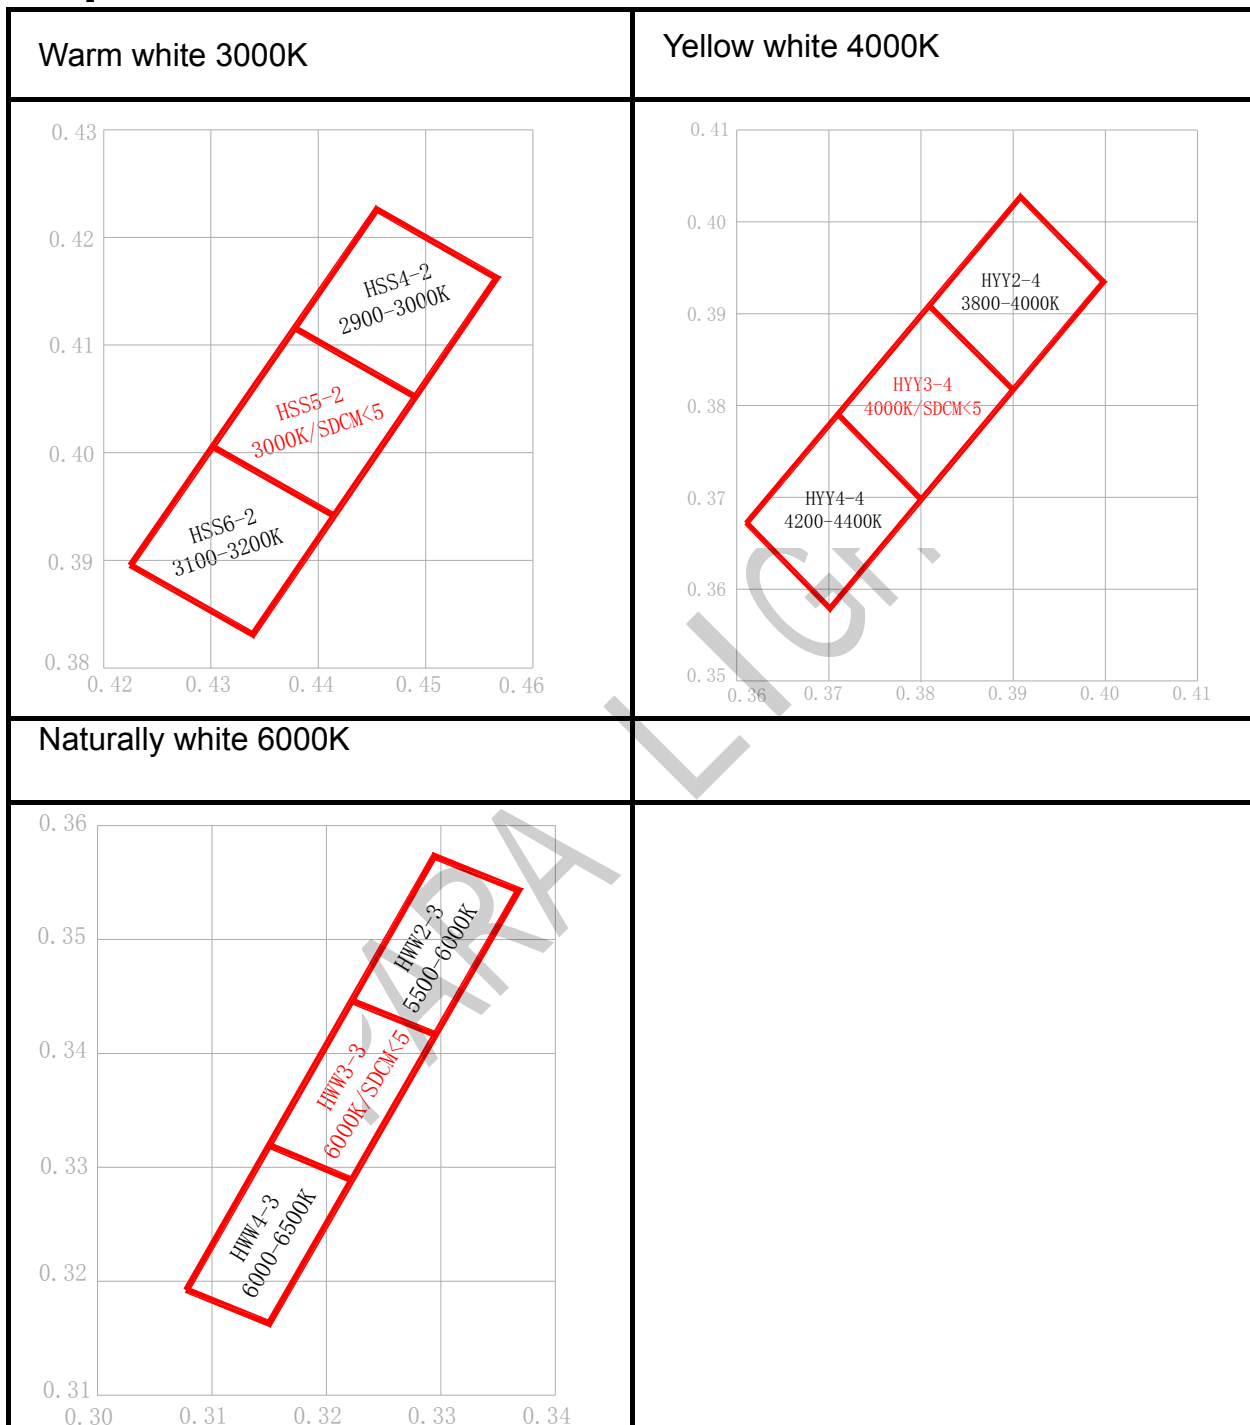 Warm white 3000K
Yellow white 4000K
0.43
0.42
0.41
0.40
0.39
0.38
0.42 0.43 0.44 0.45 0.46
HSS4-2
2900-3000K
HSS5-2
3000K/SDCM<5
HSS6-2
3100-3200K
0.41
0.40
0.39
0.38
0.37
0.36
0.35
0.36 0.37 0.38 0.39 0.40 0.41
HYY2-4
3800-4000K
HYY3-4
4000K/SDCM<5
HYY4-4
4200-4400K
Naturally white 6000K
0.36
0.35
0.34
0.33
0.32
0.31
0.30 0.31 0.32 0.33 0.34
HWW2-3
5500-6000K
HWW3-3
6000K/SDCM<5
HWW4-3
6000-6500K